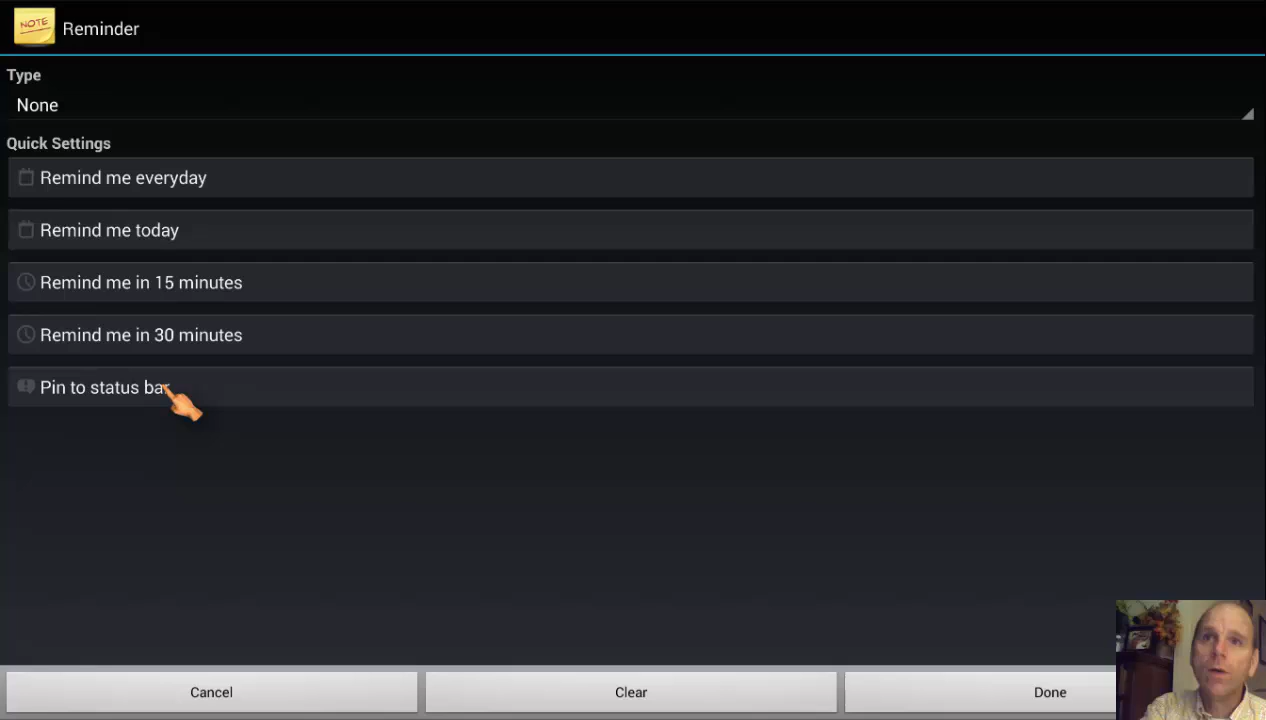 NOTE
Reminder
Type
None
Quick Settings
Remind me everyday
Remind me today
Remind me in 15 minutes
Remind me in 30 minutes
Pin to status bar
Cancel
Clear
Done